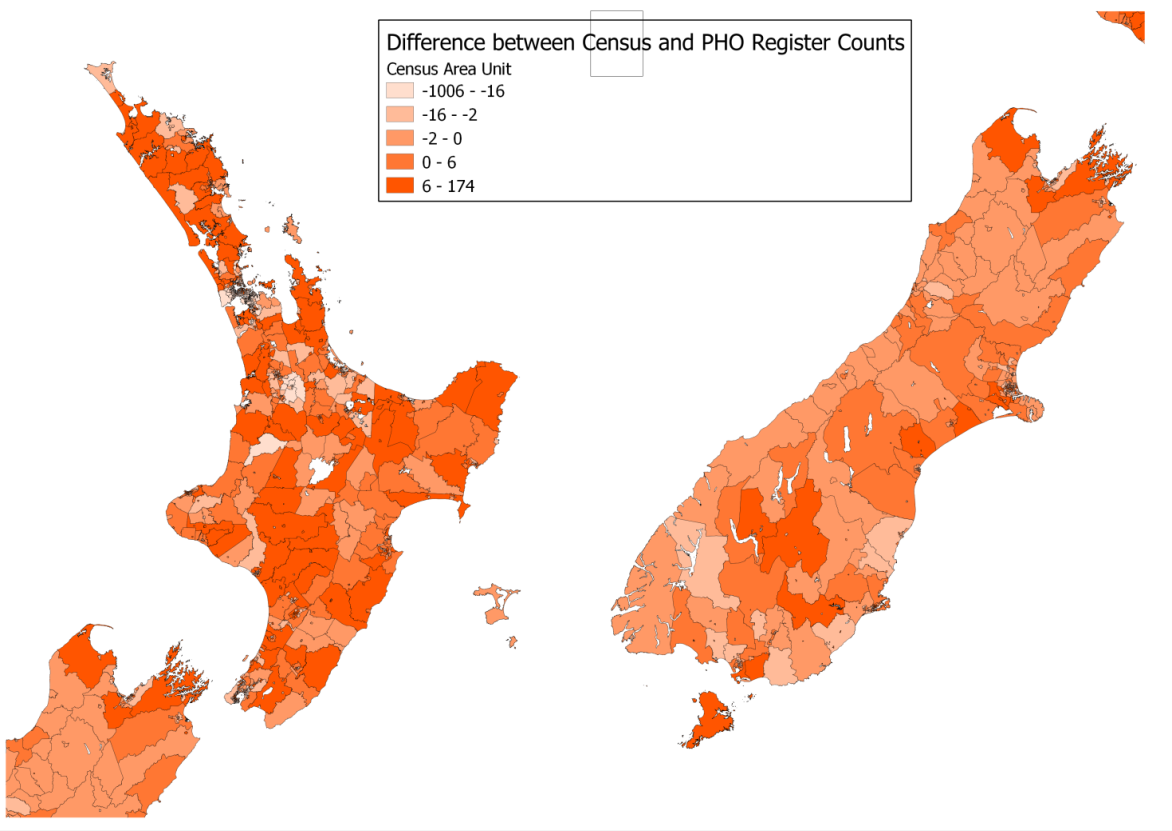 Difference between Census and PHO Register Counts
Census Area Unit
-1006 - -16
-16 - -2
-2 - 0
0 - 6
6 - 174